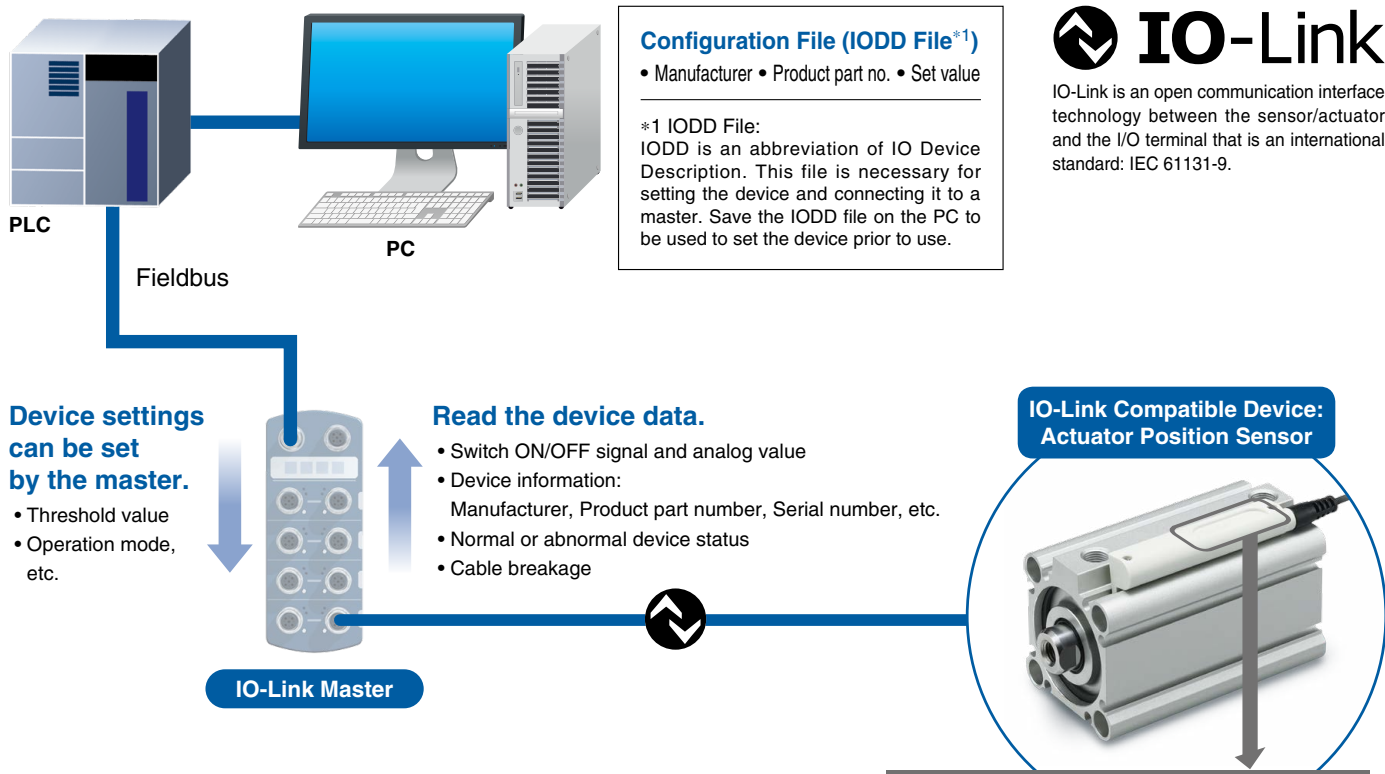 PLC
PC
Fieldbus
Configuration File (IODD File*1)
• Manufacturer • Product part no. • Set value
*1 IODD File:
IODD is an abbreviation of IO Device
Description. This file is necessary for
setting the device and connecting it to a
master. Save the IODD file on the PC to
be used to set the device prior to use.
IO-Link
IO-Link is an open communication interface
technology between the sensor/actuator
and the I/O terminal that is an international
standard: IEC 61131-9.
Device settings
can be set
by the master.
• Threshold value
• Operation mode,
etc.
Read the device data.
• Switch ON/OFF signal and analog value
• Device information:
Manufacturer, Product part number, Serial number, etc.
• Normal or abnormal device status
• Cable breakage
IO-Link Master
IO-Link Compatible Device:
Actuator Position Sensor